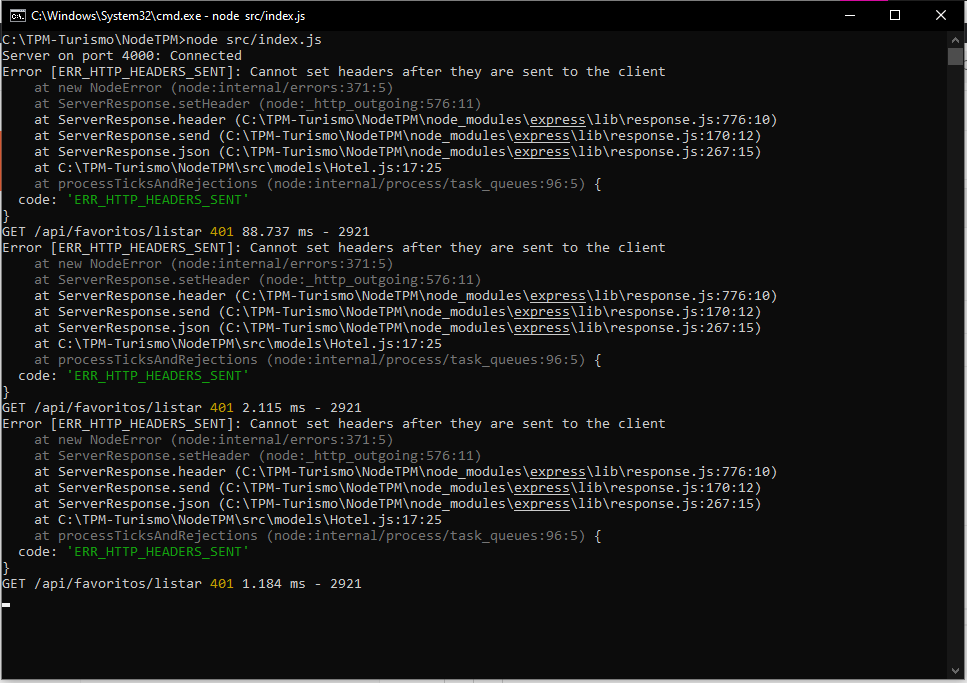 C:\Windows\System32\cmd.exe - node  src/index.js
C:\TPM-Turismo\NodeTPM>node src/index.js
Server on port 4000: Connected
Error [ERR_HTTP_HEADERS_SENT]: Cannot set headers after they are sent to the client
    at new NodeError (node:internal/errors:371:5)
    at ServerResponse.setHeader (node:_http_outgoing:576:11)
    at ServerResponse.header (C:\TPM-Turismo\NodeTPM\node_modules\express\lib\response.js:776:10)
    at ServerResponse.send (C:\TPM-Turismo\NodeTPM\node_modules\express\lib\response.js:170:12)
    at ServerResponse.json (C:\TPM-Turismo\NodeTPM\node_modules\express\lib\response.js:267:15)
    at C:\TPM-Turismo\NodeTPM\src\models\Hotel.js:17:25
    at processTicksAndRejections (node:internal/process/task_queues:96:5) {
  code: 'ERR_HTTP_HEADERS_SENT'
}
GET /api/favoritos/listar 401 88.737 ms - 2921
Error [ERR_HTTP_HEADERS_SENT]: Cannot set headers after they are sent to the client
    at new NodeError (node:internal/errors:371:5)
    at ServerResponse.setHeader (node:_http_outgoing:576:11)
    at ServerResponse.header (C:\TPM-Turismo\NodeTPM\node_modules\express\lib\response.js:776:10)
    at ServerResponse.send (C:\TPM-Turismo\NodeTPM\node_modules\express\lib\response.js:170:12)
    at ServerResponse.json (C:\TPM-Turismo\NodeTPM\node_modules\express\lib\response.js:267:15)
    at C:\TPM-Turismo\NodeTPM\src\models\Hotel.js:17:25
    at processTicksAndRejections (node:internal/process/task_queues:96:5) {
  code: 'ERR_HTTP_HEADERS_SENT'
}
GET /api/favoritos/listar 401 2.115 ms - 2921
Error [ERR_HTTP_HEADERS_SENT]: Cannot set headers after they are sent to the client
    at new NodeError (node:internal/errors:371:5)
    at ServerResponse.setHeader (node:_http_outgoing:576:11)
    at ServerResponse.header (C:\TPM-Turismo\NodeTPM\node_modules\express\lib\response.js:776:10)
    at ServerResponse.send (C:\TPM-Turismo\NodeTPM\node_modules\express\lib\response.js:170:12)
    at ServerResponse.json (C:\TPM-Turismo\NodeTPM\node_modules\express\lib\response.js:267:15)
    at C:\TPM-Turismo\NodeTPM\src\models\Hotel.js:17:25
    at processTicksAndRejections (node:internal/process/task_queues:96:5) {
  code: 'ERR_HTTP_HEADERS_SENT'
}
GET /api/favoritos/listar 401 1.184 ms - 2921